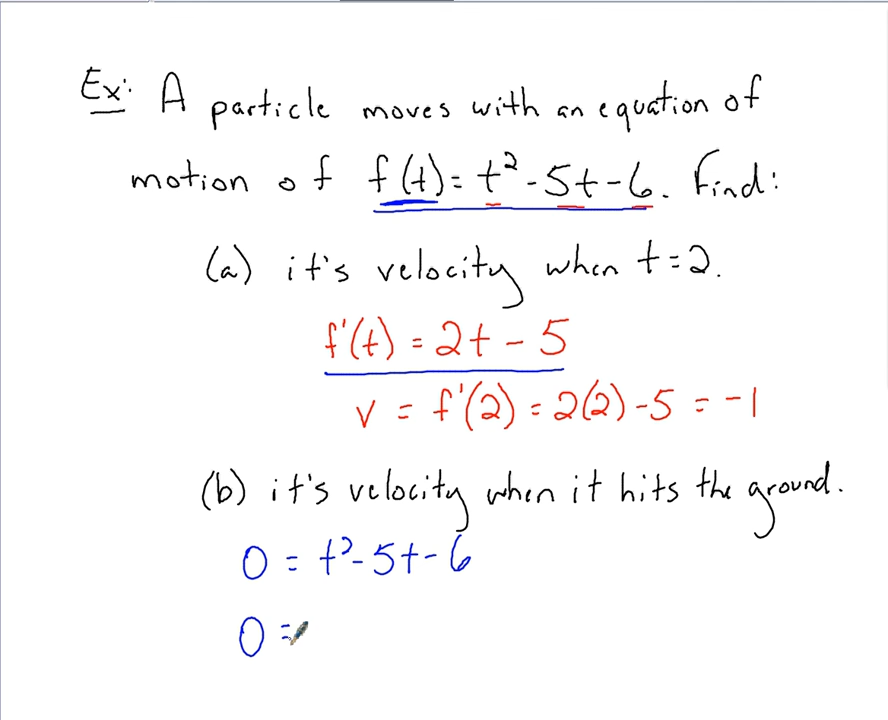 Ex: A particle moves with an equation of
motion of f(t) = t² - 5t - 6. Find:
(a) it's velocity when t=2.
f'(t) = 2t - 5
v = f'(2) = 2(2) - 5 = -1
(b) it's velocity when it hits the ground.
0 = t² - 5t - 6
0 =